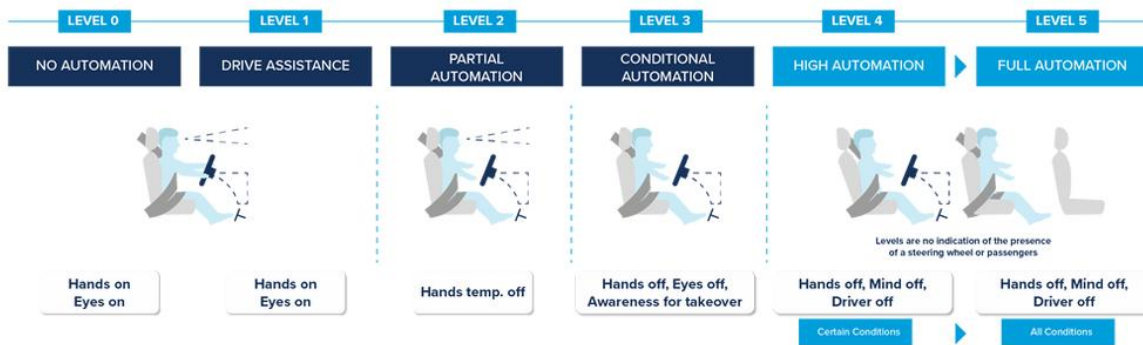 LEVEL 0
LEVEL 1
LEVEL 2
LEVEL 3
LEVEL 4
LEVEL 5
NO AUTOMATION
DRIVE ASSISTANCE
PARTIAL
AUTOMATION
CONDITIONAL
AUTOMATION
HIGH AUTOMATION
FULL AUTOMATION
Levels are no indication of the presence
of a steering wheel or passengers
Hands on
Eyes on
Hands on
Eyes on
Hands temp. off
Hands off, Eyes off,
Awareness for takeover
Hands off, Mind off,
Driver off
Hands off, Mind off,
Driver off
Certain Conditions
All Conditions